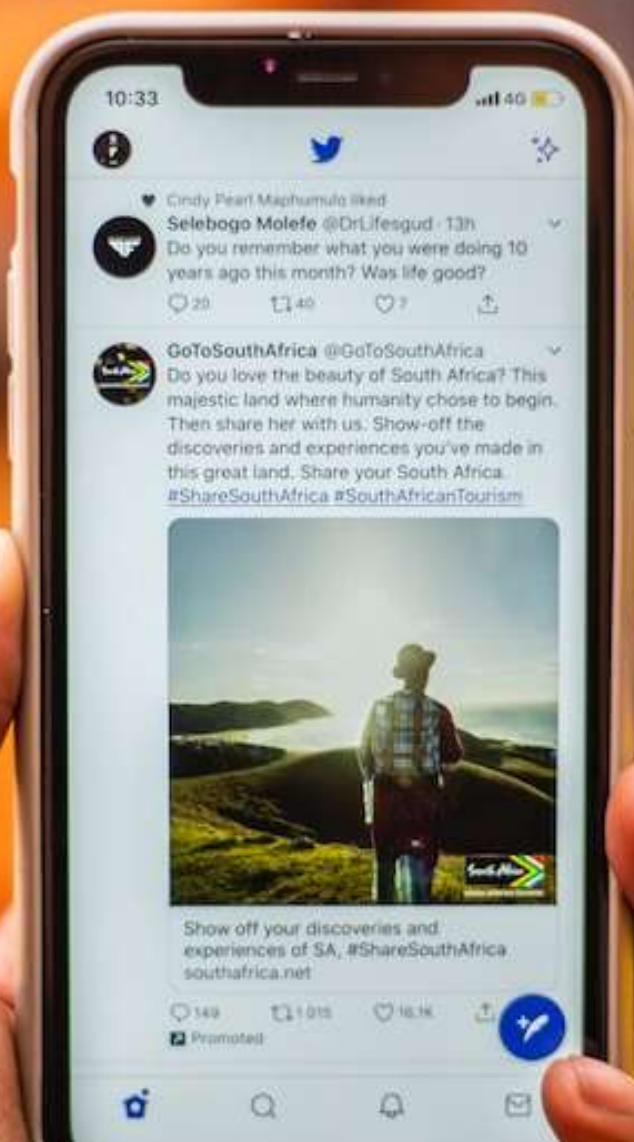 10:33
4G
Cindy Pearl Maphumulo liked
Selebogo Molefe @DrLifesgud · 13h
Do you remember what you were doing 10
years ago this month? Was life good?
20 40 7
GoToSouthAfrica @GoToSouthAfrica
Do you love the beauty of South Africa? This
majestic land where humanity chose to begin.
Then share her with us. Show-off the
discoveries and experiences you've made in
this great land. Share your South Africa.
#ShareSouthAfrica #SouthAfricanTourism
South Africa
Show off your discoveries and
experiences of SA, #ShareSouthAfrica
southafrica.net
149 1 015 16.1K
Promoted